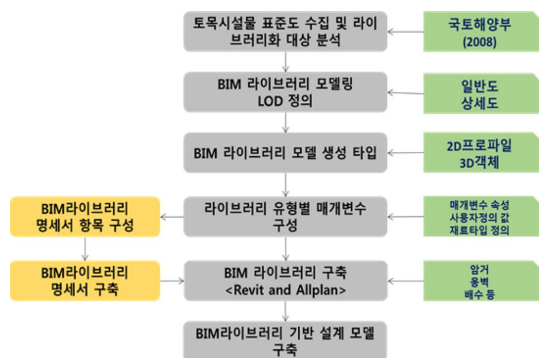 토목시설물 표준도 수집 및 라이
브러리화 대상 분석
국토해양부
(2008)
BIM 라이브러리 모델링
LOD 정의
일반도
상세도
BIM 라이브러리 모델 생성 타입
2D프로파일
3D객체
BIM라이브러리
명세서 항목 구성
라이브러리 유형별 매개변수
구성
매개변수 속성
사용자정의 값
재료타입 정의
BIM라이브러리
명세서 구축
BIM 라이브러리 구축
<Revit and Allplan>
암거
옹벽
배수 등
BIM라이브러리 기반 설계 모델
구축